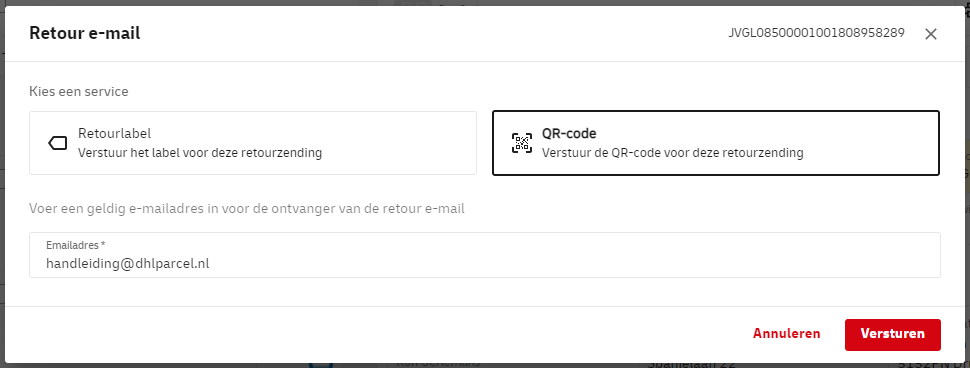 Retour e-mail
JVGL08500001001808958289
Kies een service
Retourlabel
Verstuur het label voor deze retourzending
QR-code
Verstuur de QR-code voor deze retourzending
Voer een geldig e-mailadres in voor de ontvanger van de retour e-mail
Emailadres *
handleiding@dhlparcel.nl
Annuleren
Versturen